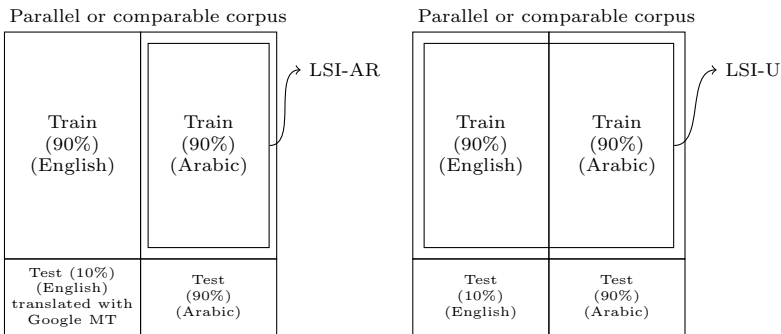 Parallel or comparable corpus
Train
(90%)
(English)
Train
(90%)
(Arabic)
LSI-AR
Test (10%)
(English)
translated with
Google MT
Test
(90%)
(Arabic)
Parallel or comparable corpus
Train
(90%)
(English)
Train
(90%)
(Arabic)
LSI-U
Test
(10%)
(English)
Test
(90%)
(Arabic)